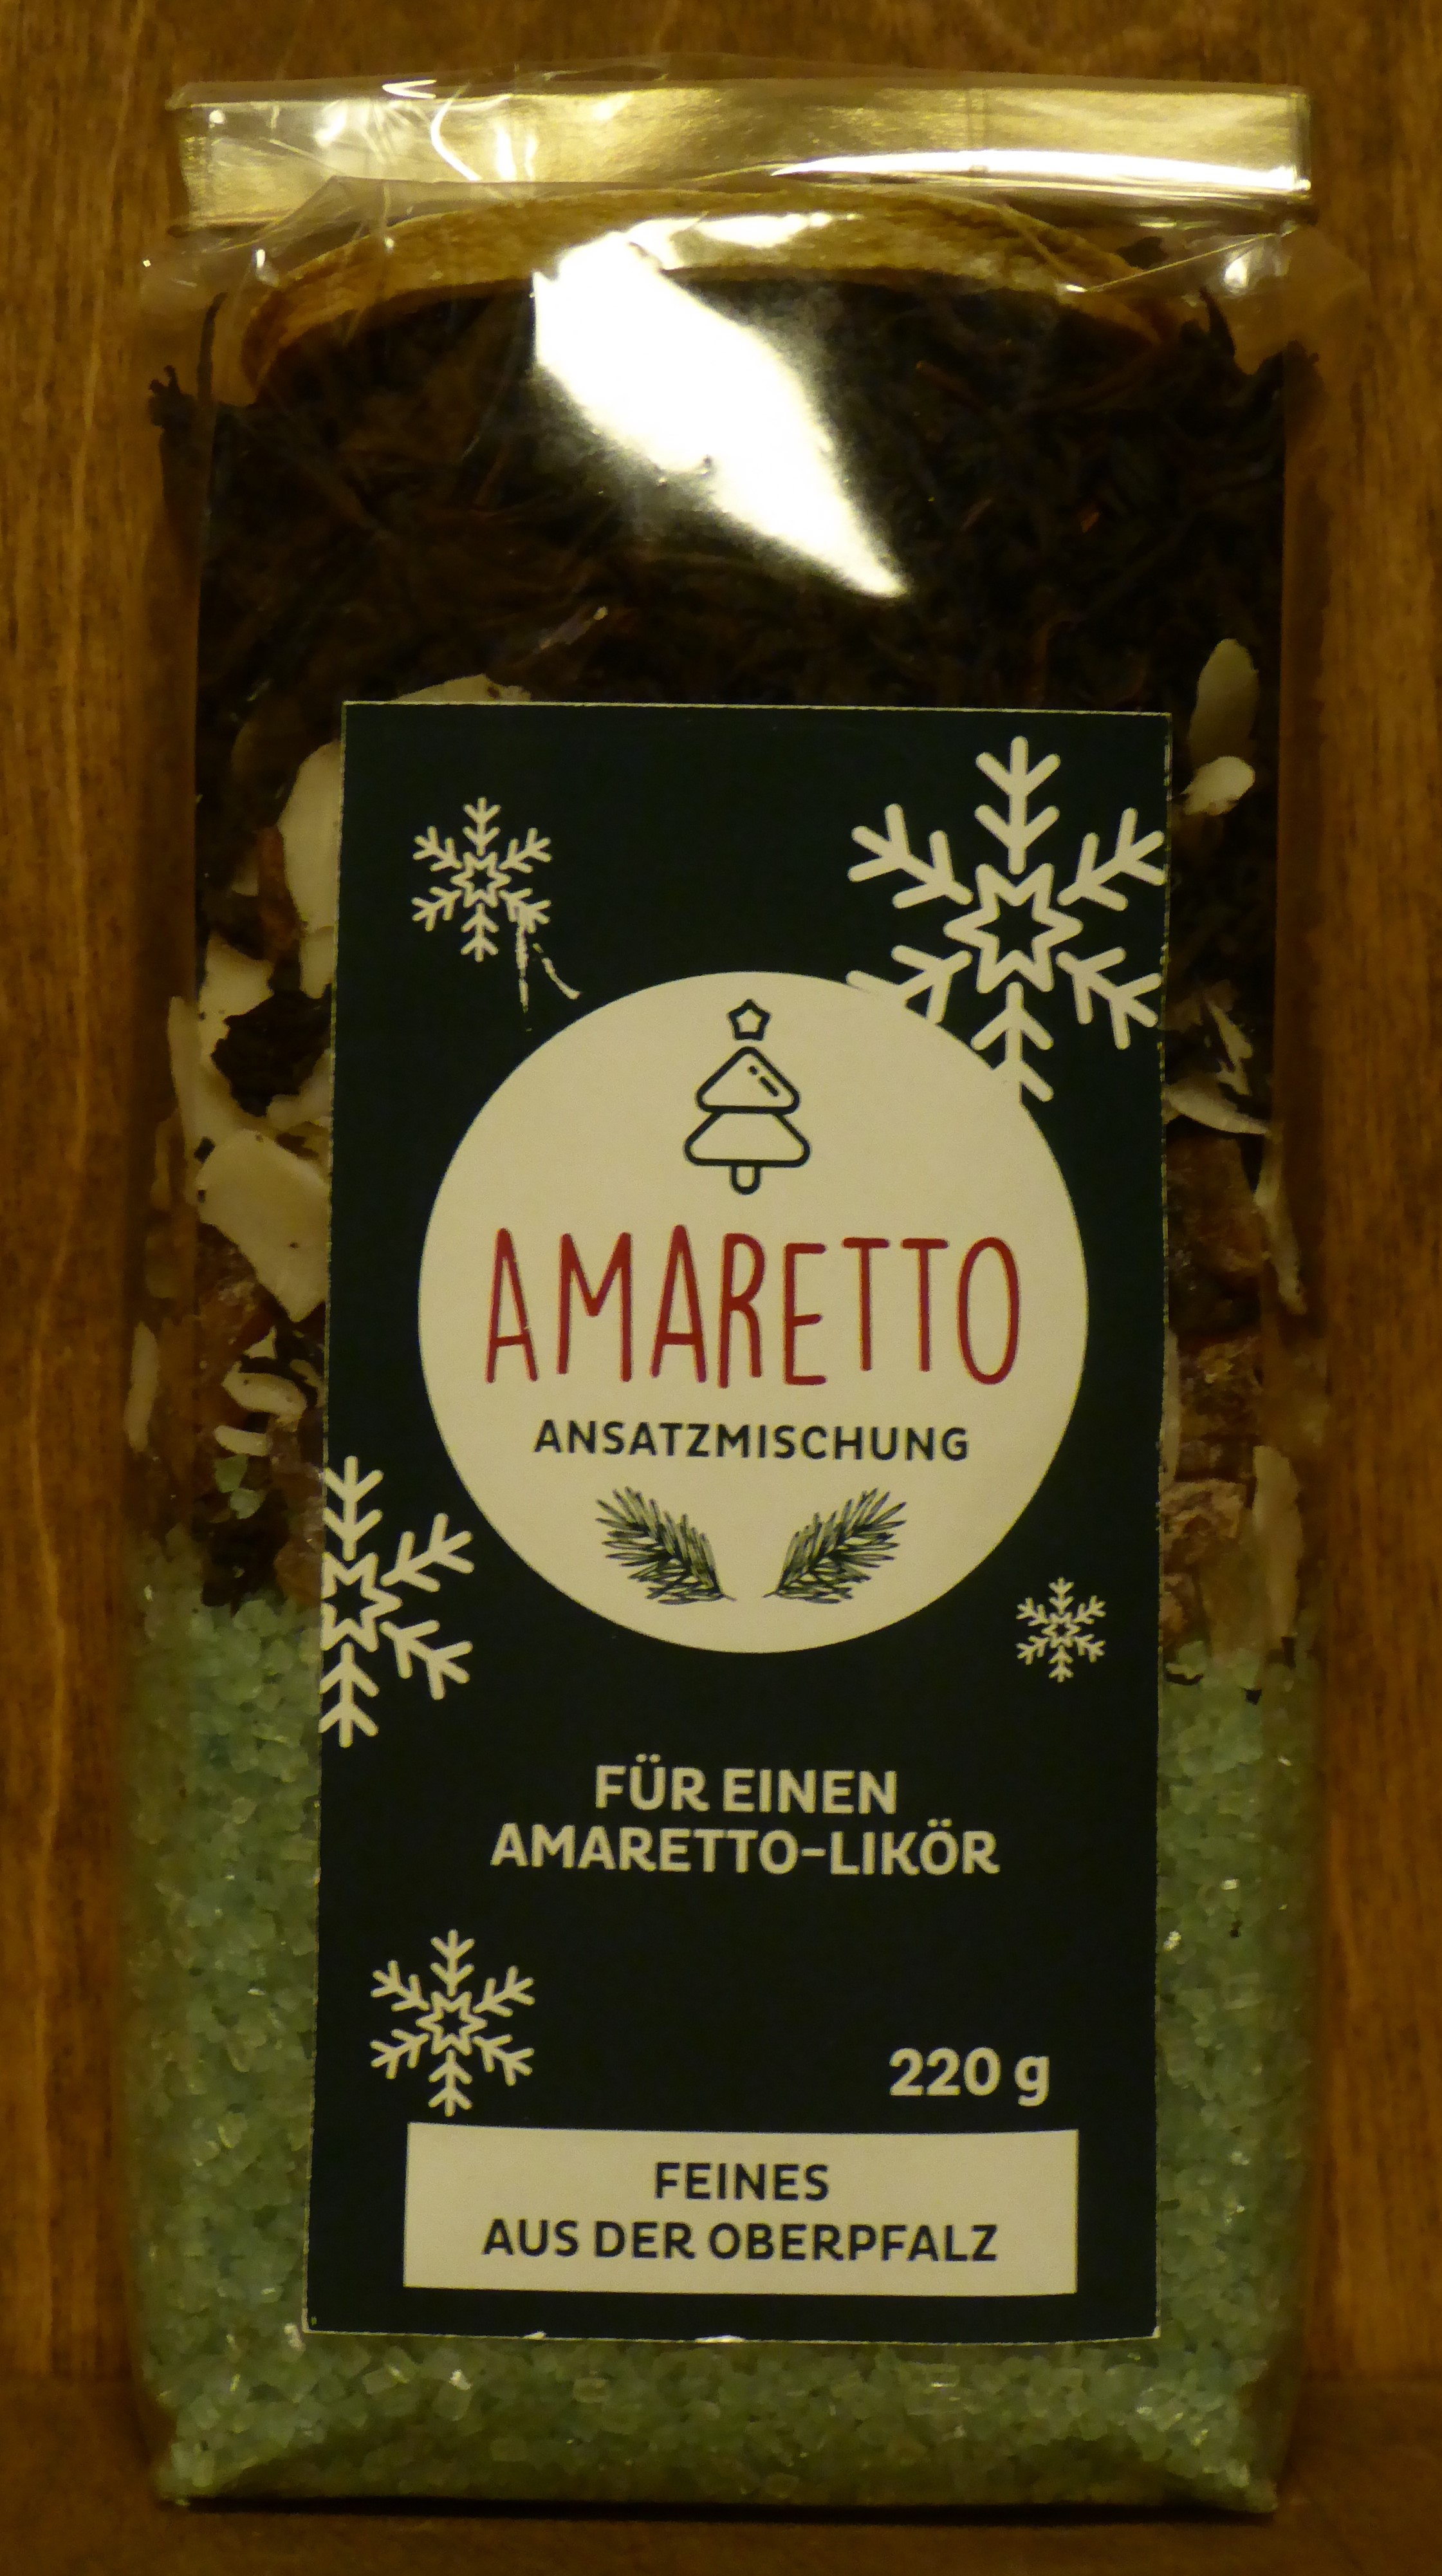 AMARETTO
ANSATZMISCHUNG
FÜR EINEN
AMARETTO-LIKÖR
220 g
FEINES
AUS DER OBERPFALZ